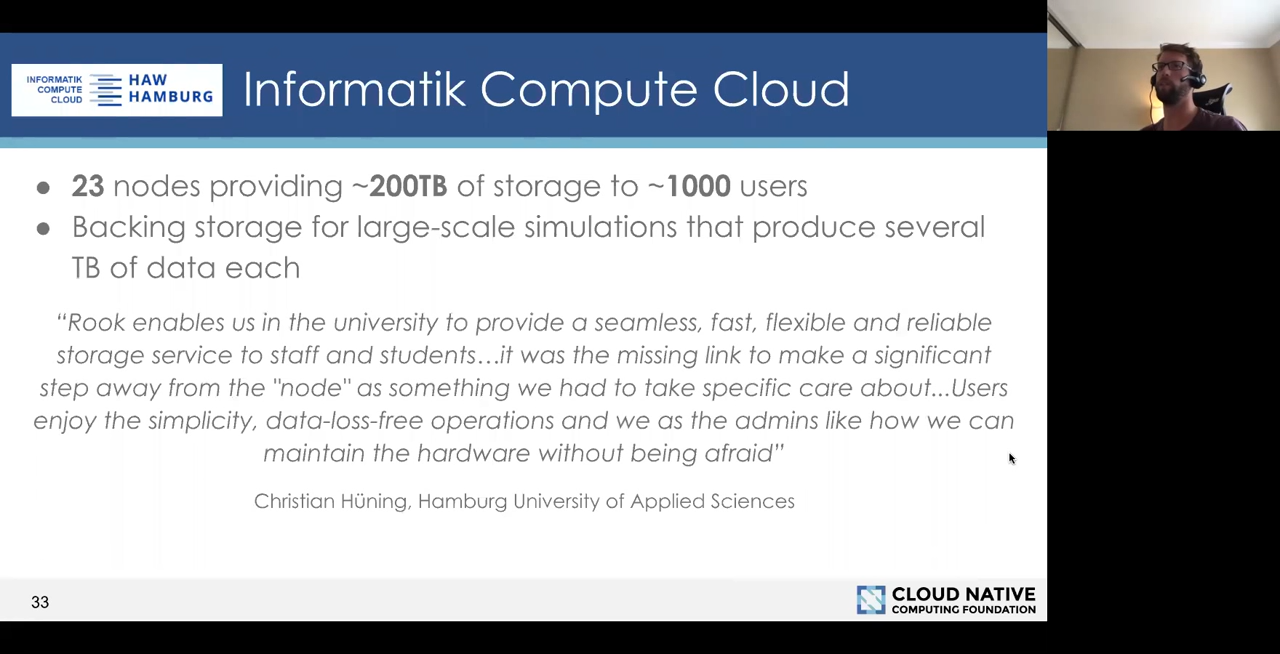 INFORMATIK
COMPUTE
CLOUD
HAW
HAMBURG
Informatik Compute Cloud
● 23 nodes providing ~200TB of storage to ~1000 users
● Backing storage for large-scale simulations that produce several
TB of data each
“Rook enables us in the university to provide a seamless, fast, flexible and reliable
storage service to staff and students…it was the missing link to make a significant
step away from the "node" as something we had to take specific care about...Users
enjoy the simplicity, data-loss-free operations and we as the admins like how we can
maintain the hardware without being afraid”
Christian Hüning, Hamburg University of Applied Sciences
33
CLOUD NATIVE
COMPUTING FOUNDATION